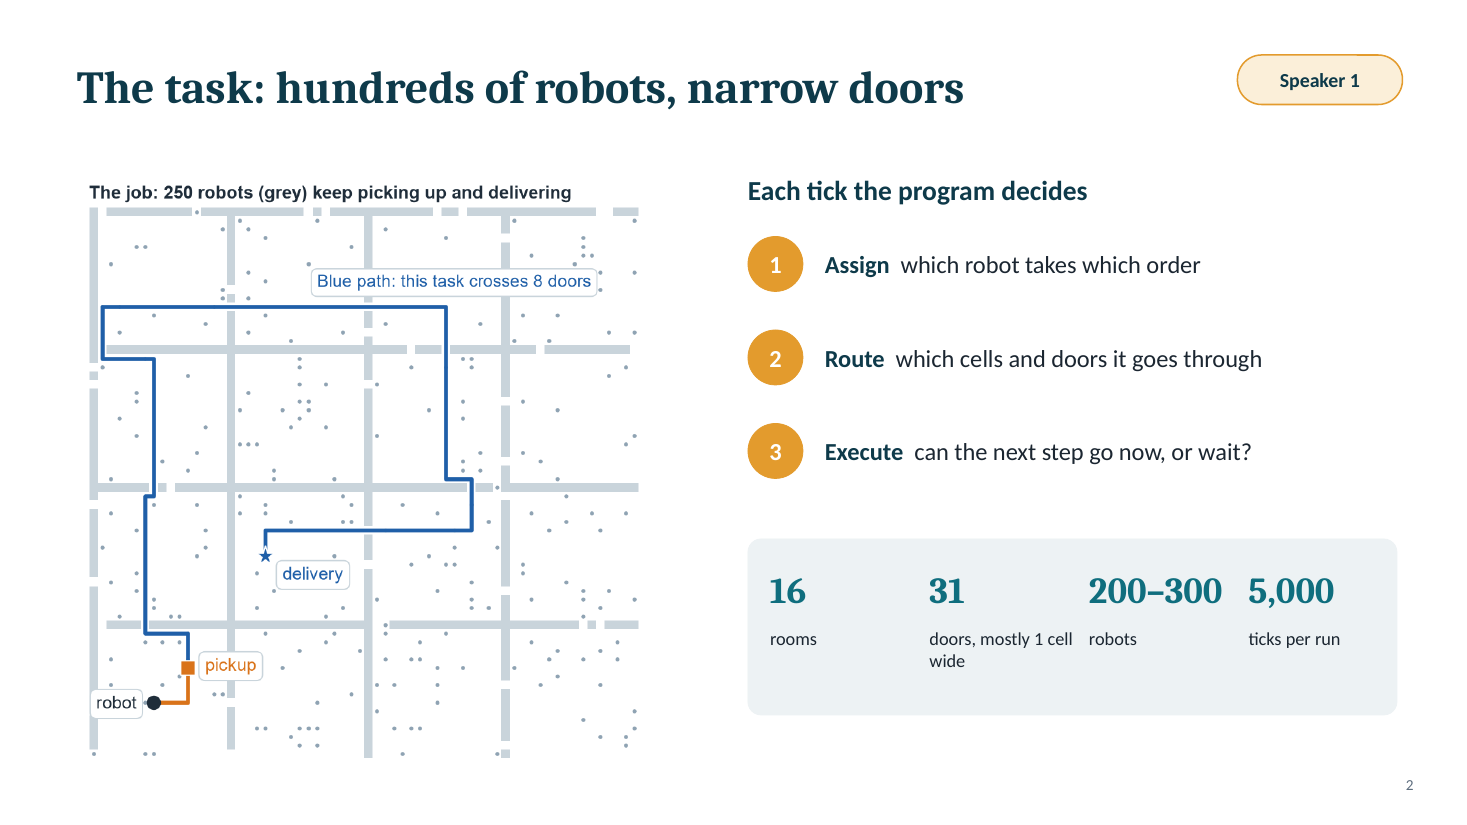 The task: hundreds of robots, narrow doors
Speaker 1
The job: 250 robots (grey) keep picking up and delivering
Blue path: this task crosses 8 doors
delivery
pickup
robot
Each tick the program decides
1 Assign which robot takes which order
2 Route which cells and doors it goes through
3 Execute can the next step go now, or wait?
16
rooms
31
doors, mostly 1 cell
wide
200–300
robots
5,000
ticks per run
2